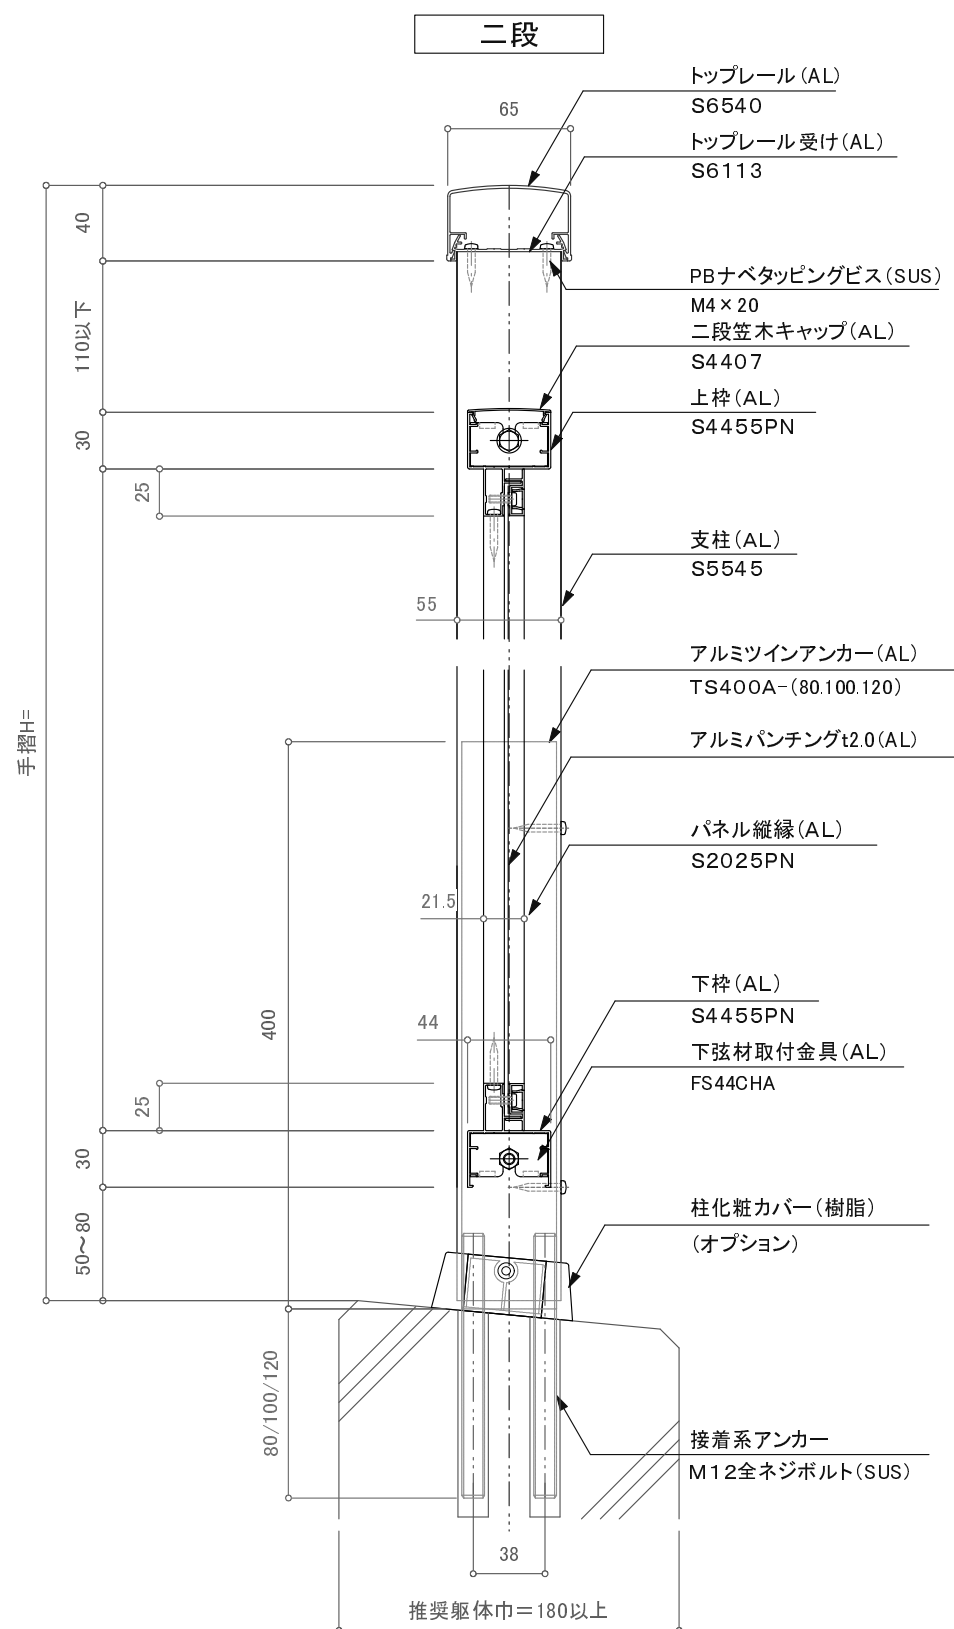 二段
トップレール(AL)
S6540
65
トップレール受け(AL)
S6113
40
PBナベタッピングビス(SUS)
M4×20
110以下
二段笠木キャップ(AL)
S4407
上枠(AL)
S4455PN
30
25
支柱(AL)
S5545
55
アルミツインアンカー(AL)
TS400A-(80.100.120)
手摺H=
アルミパンチングt2.0(AL)
パネル縦縁(AL)
S2025PN
21.5
下枠(AL)
S4455PN
44
400
下弦材取付金具(AL)
FS44CHA
25
30
柱化粧カバー(樹脂)
(オプション)
50〜80
80/100/120
接着系アンカー
M12全ネジボルト(SUS)
38
推奨躯体巾=180以上